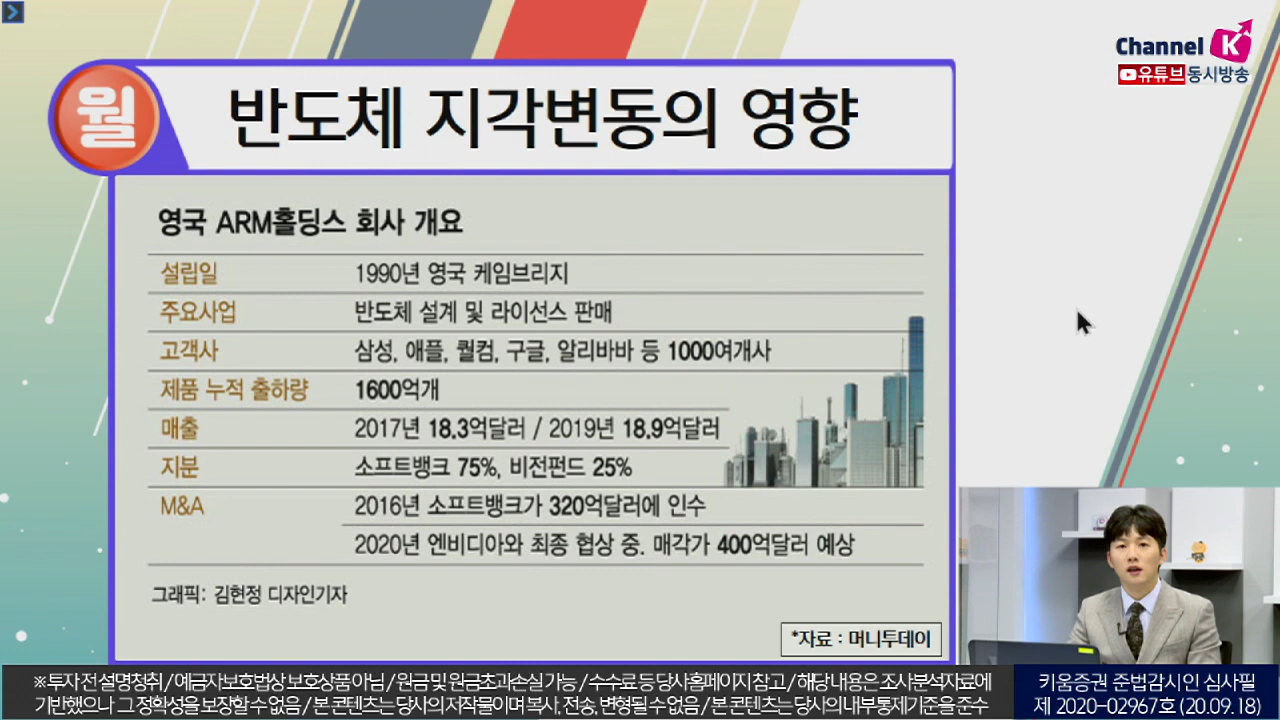 Channel K
유튜브 동시방송
월
반도체 지각변동의 영향
영국 ARM홀딩스 회사 개요
설립일 1990년 영국 케임브리지
주요사업 반도체 설계 및 라이선스 판매
고객사 삼성, 애플, 퀄컴, 구글, 알리바바 등 1000여개사
제품 누적 출하량 1600억개
매출 2017년 18.3억달러 / 2019년 18.9억달러
지분 소프트뱅크 75%, 비전펀드 25%
M&A 2016년 소프트뱅크가 320억달러에 인수
2020년 엔비디아와 최종 협상 중. 매각가 400억달러 예상
그래픽: 김현정 디자인기자
*자료 : 머니투데이
※ 투자 전 설명청취 / 예금자보호법상 보호상품 아님 / 원금 및 원금초과손실 가능 / 수수료 등 당사홈페이지 참고 / 해당 내용은 조사분석자료에
기반했으나 그 정확성을 보장할 수 없음 / 본 콘텐츠는 당사의 저작물이며 복사, 전송, 변형될 수 없음 / 본 콘텐츠는 당사의 내부통제기준을 준수
키움증권 준법감시인 심사필
제 2020-02967호 (20.09.18)